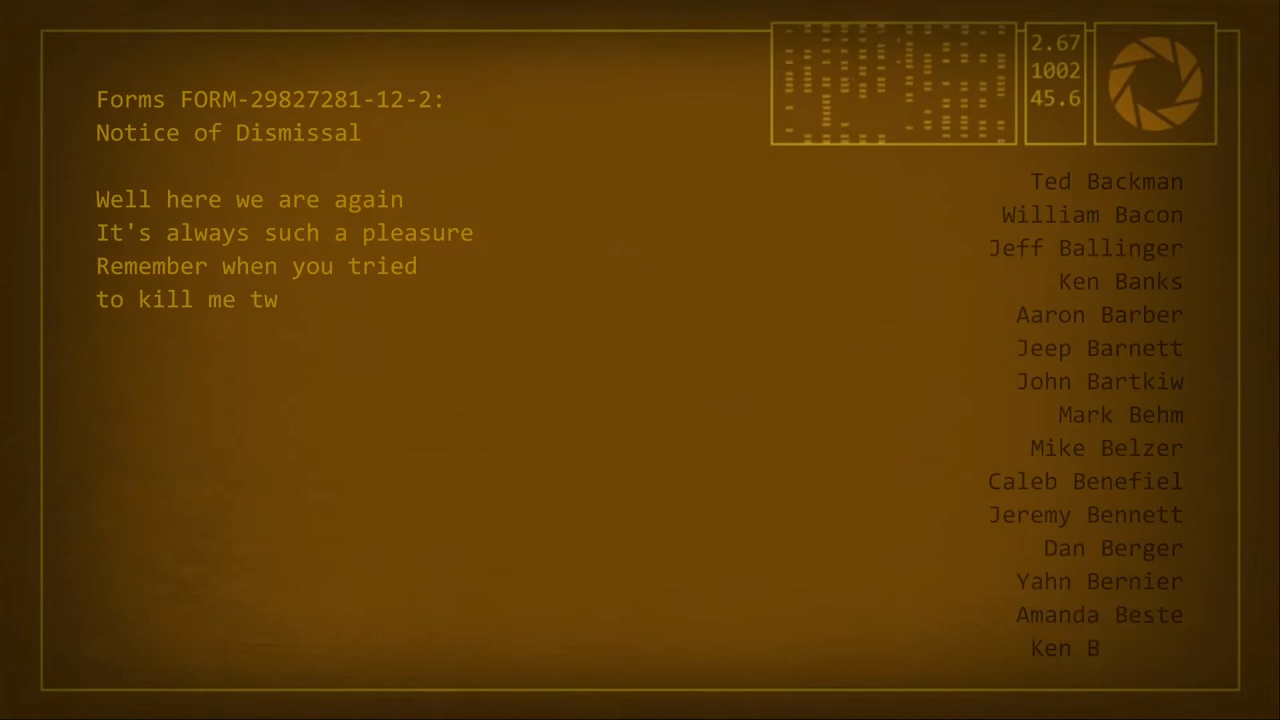 Forms FORM-29827281-12-2:
Notice of Dismissal
Well here we are again
It's always such a pleasure
Remember when you tried
to kill me tw
2.67
1002
45.6
Ted Backman
William Bacon
Jeff Ballinger
Ken Banks
Aaron Barber
Jeep Barnett
John Bartkiw
Mark Behm
Mike Belzer
Caleb Benefiel
Jeremy Bennett
Dan Berger
Yahn Bernier
Amanda Beste
Ken B